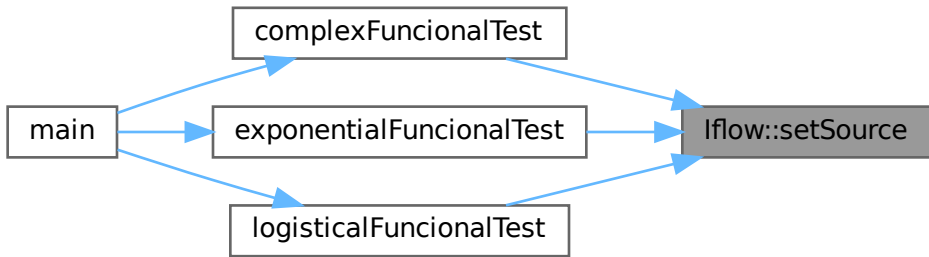 complexFuncionalTest
main
exponentialFuncionalTest
Iflow::setSource
logisticalFuncionalTest